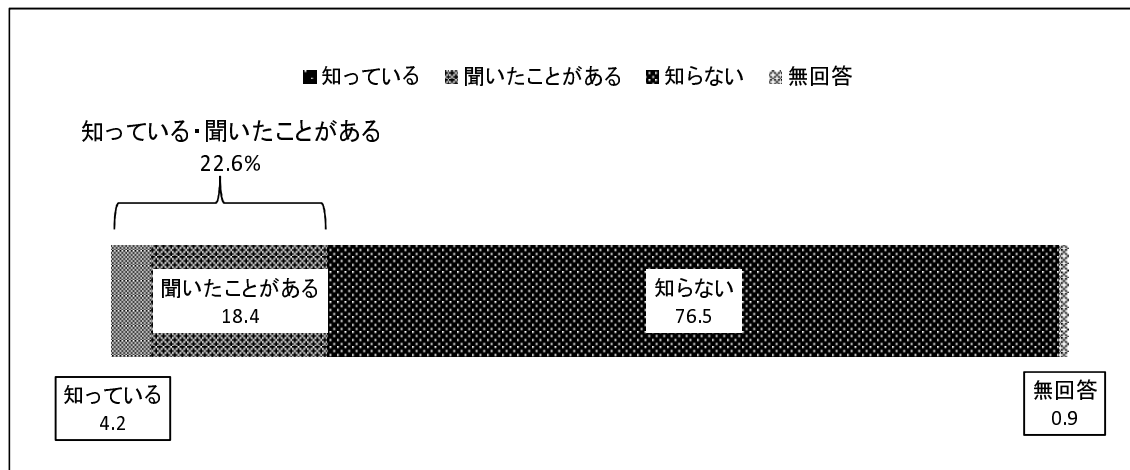 知っている 聞いたことがある 知らない 無回答
知っている・聞いたことがある
22.6%
聞いたことがある
18.4
知らない
76.5
知っている
4.2
無回答
0.9